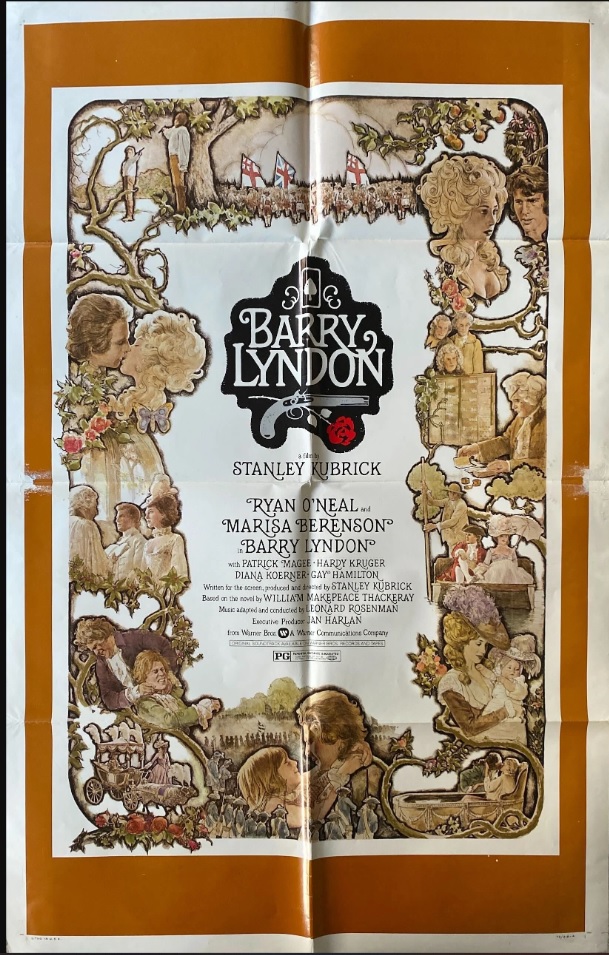 BARRY
LYNDON
a film by
STANLEY KUBRICK
RYAN O'NEAL and
MARISA BERENSON
in BARRY LYNDON
with PATRICK MAGEE · HARDY KRUGER
DIANA KOERNER · GAY HAMILTON
Written for the screen, produced and directed by STANLEY KUBRICK
Based on the novel by WILLIAM MAKEPEACE THACKERAY
Music adapted and conducted by LEONARD ROSENMAN
Executive Producer JAN HARLAN
from Warner Bros. A Warner Communications Company
PG